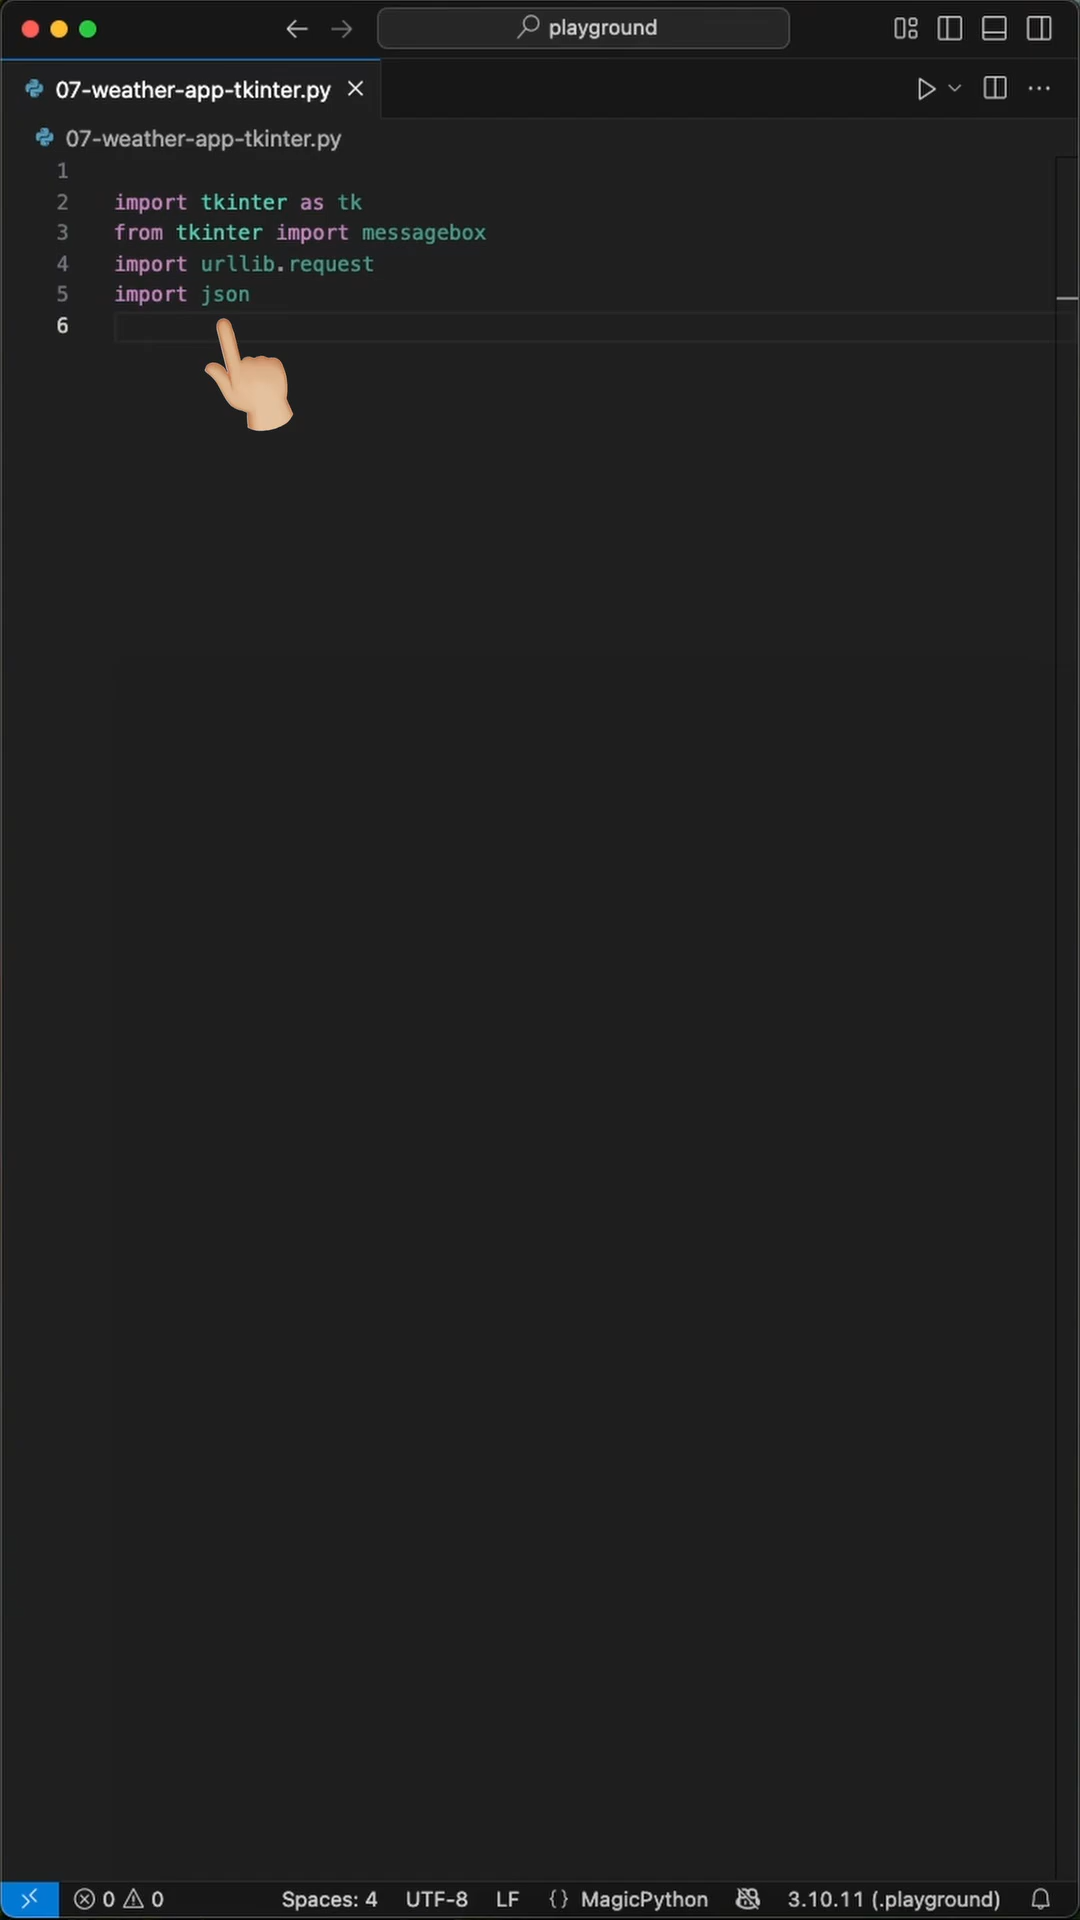 playground
07-weather-app-tkinter.py
07-weather-app-tkinter.py
1
2 import tkinter as tk
3 from tkinter import messagebox
4 import urllib.request
5 import json
6
0 0 Spaces: 4 UTF-8 LF {} MagicPython 3.10.11 (.playground)